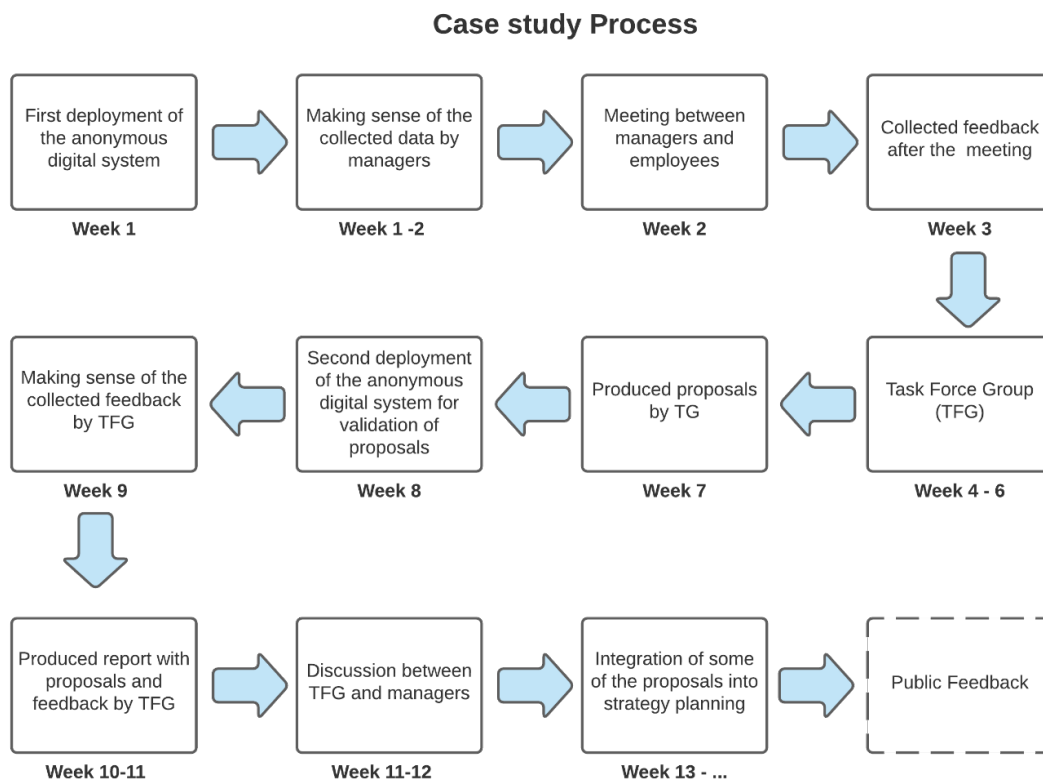 Case study Process
First deployment of
the anonymous
digital system
Week 1
Making sense of the
collected data by
managers
Week 1 -2
Meeting between
managers and
employees
Week 2
Collected feedback
after the meeting
Week 3
Task Force Group
(TFG)
Week 4 - 6
Produced proposals
by TG
Week 7
Second deployment
of the anonymous
digital system for
validation of
proposals
Week 8
Making sense of the
collected feedback
by TFG
Week 9
Produced report with
proposals and
feedback by TFG
Week 10-11
Discussion between
TFG and managers
Week 11-12
Integration of some
of the proposals into
strategy planning
Week 13 - ...
Public Feedback